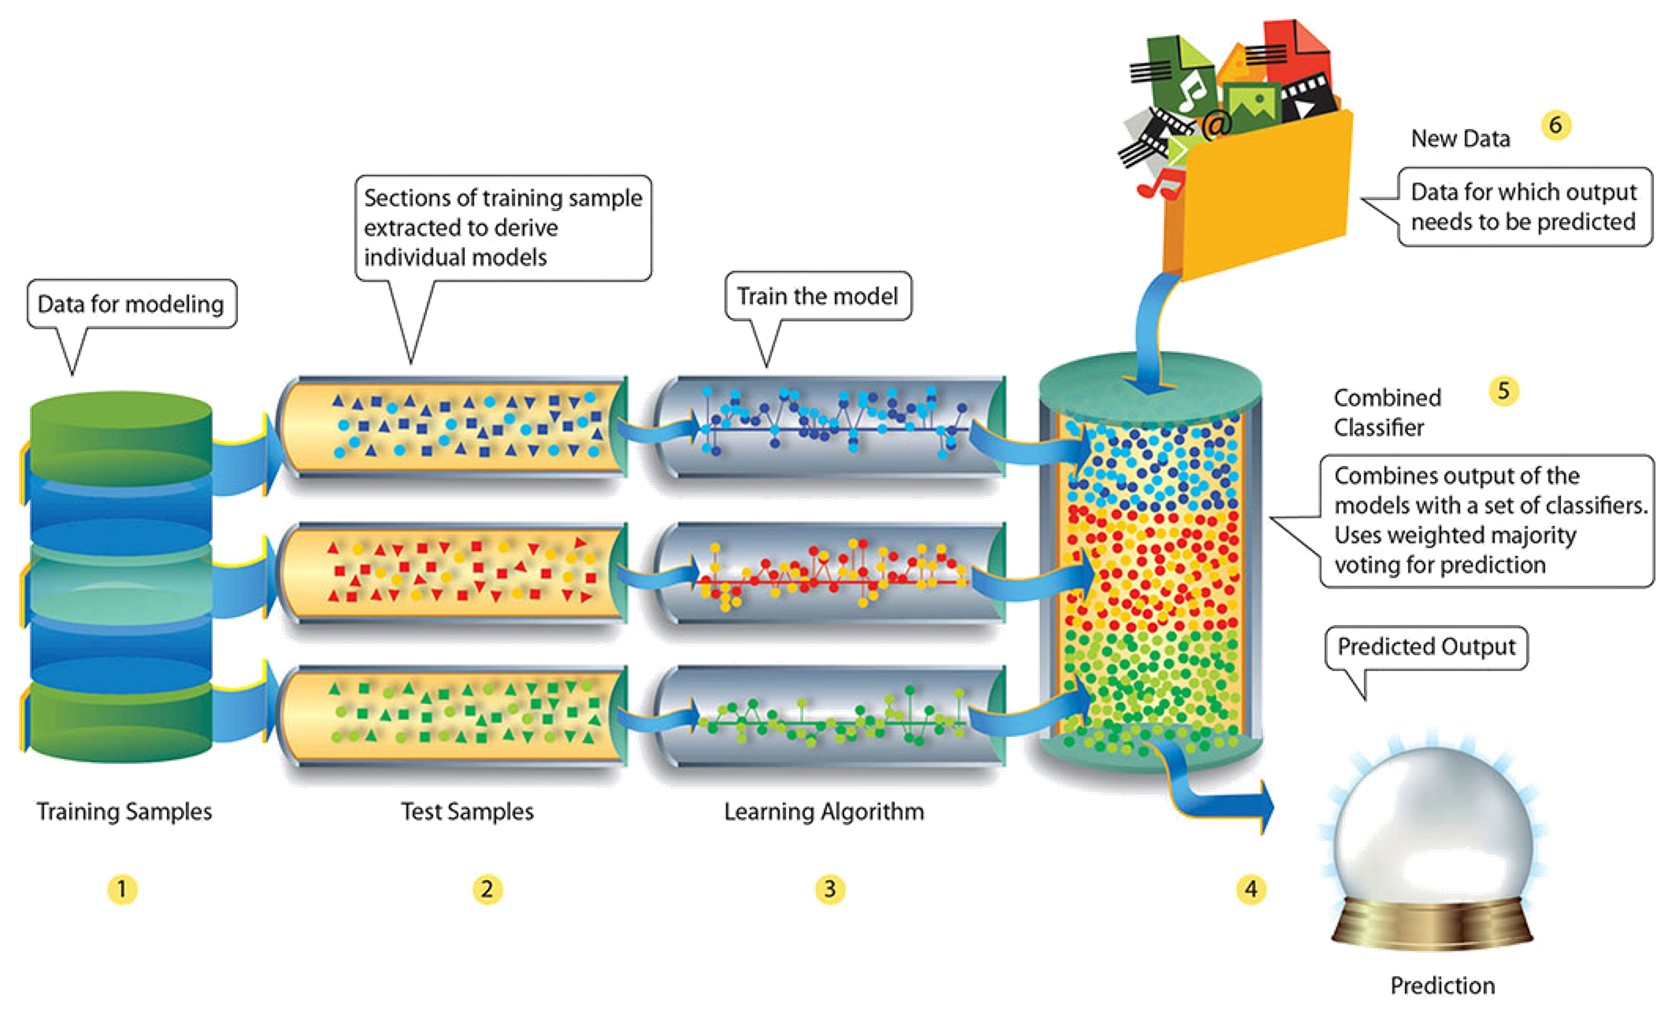 New Data
6
Data for which output
needs to be predicted
Sections of training sample
extracted to derive
individual models
Data for modeling
Train the model
@
Combined
Classifier
5
Combines output of the
models with a set of classifiers.
Uses weighted majority
voting for prediction
Predicted Output
Training Samples
Test Samples
Learning Algorithm
1
2
3
4
Prediction